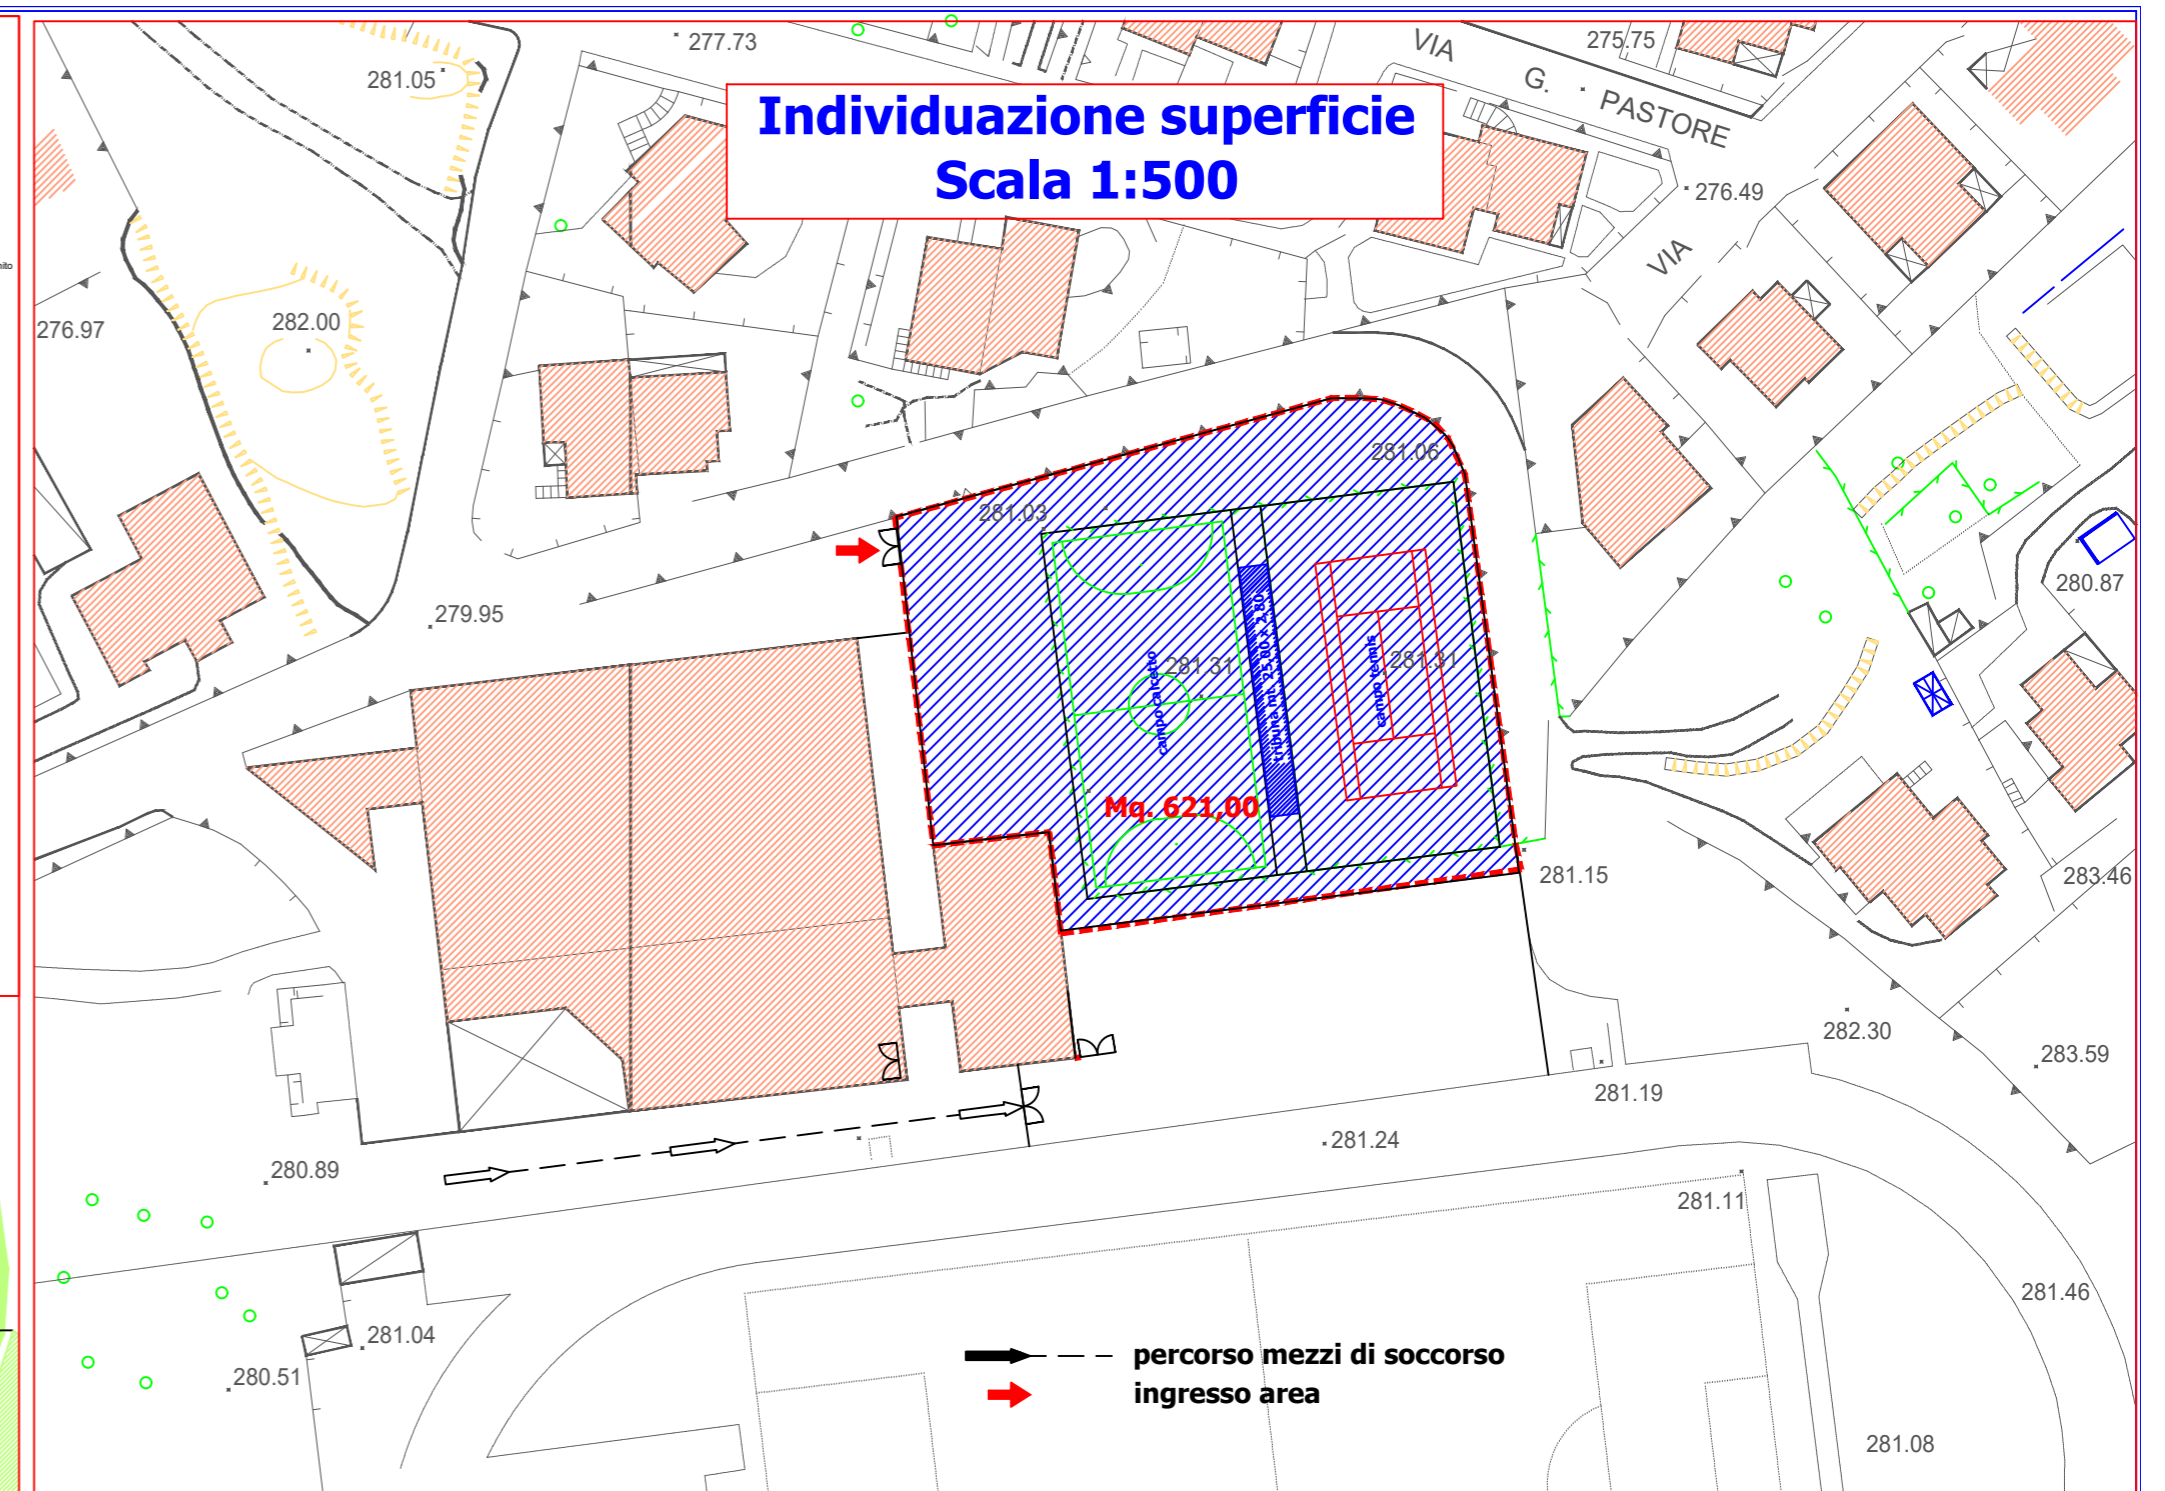 277.73
281.05
VIA
G. PASTORE
275.75
Individuazione superficie
Scala 1:500
276.49
VIA
276.97
282.00
281.06
281.03
280.87
279.95
281.31
281.31
campo calcetto
tribuna mt. 25,00 x 2,80
campo tennis
Mq. 621,00
281.15
283.46
282.30
283.59
281.19
281.24
280.89
281.11
281.46
281.04
280.51
percorso mezzi di soccorso
ingresso area
281.08